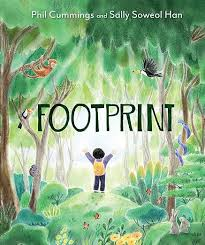 Phil Cummings and Sally Soweol Han
FOOTPRINT